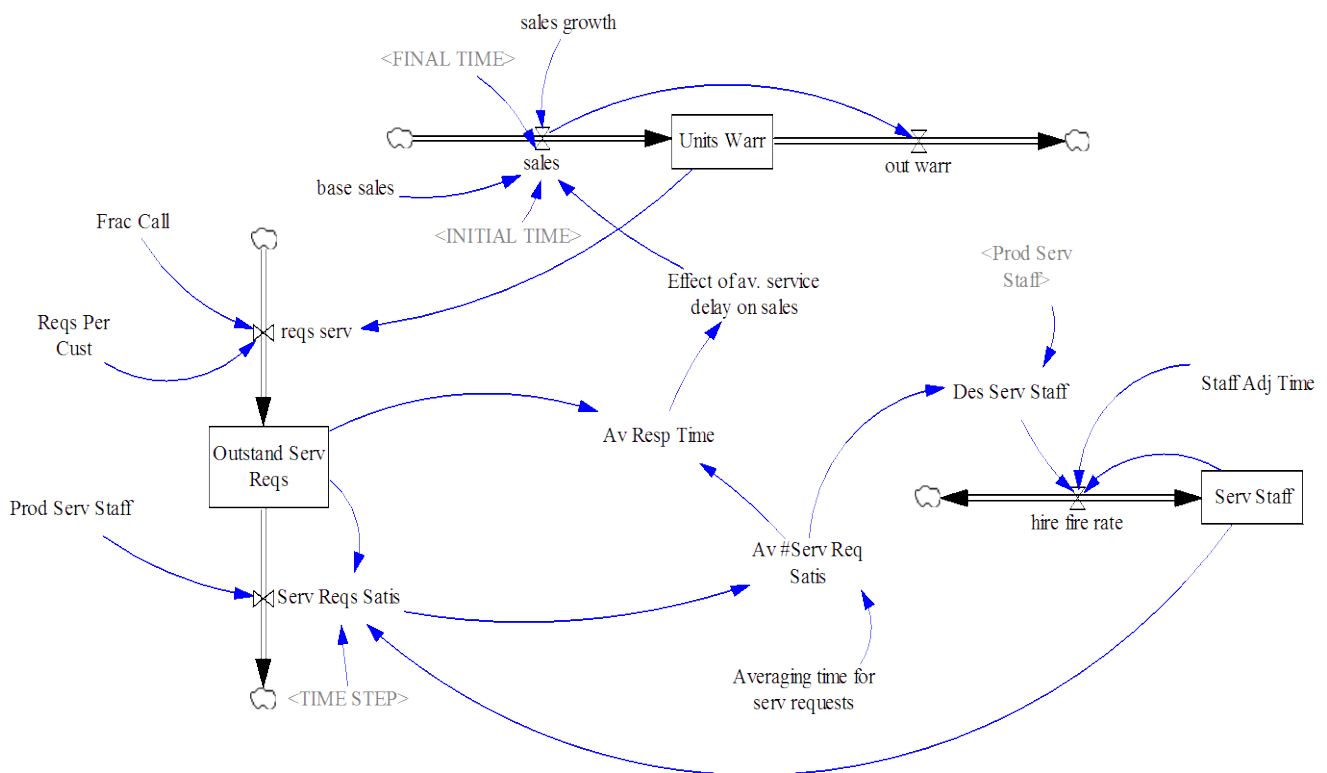 sales growth
<FINAL TIME>
Units Warr
sales
out warr
base sales
Frac Call
<INITIAL TIME>
<Prod Serv
Staff>
Effect of av. service
delay on sales
Reqs Per
Cust
reqs serv
Des Serv Staff
Staff Adj Time
Av Resp Time
Outstand Serv
Reqs
Serv Staff
Prod Serv Staff
hire fire rate
Av #Serv Req
Satis
Serv Reqs Satis
Averaging time for
serv requests
<TIME STEP>